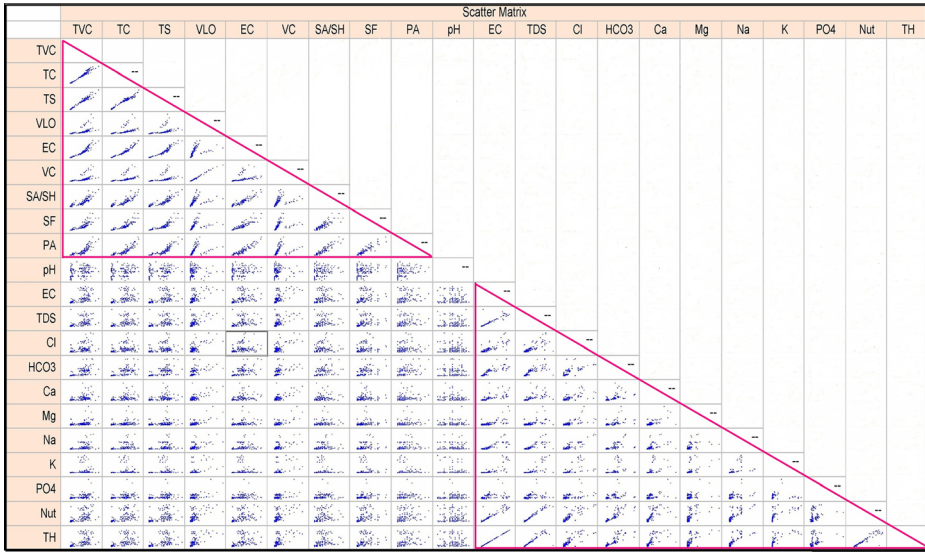 Scatter Matrix
TVC TC TS VLO EC VC SA/SH SF PA pH EC TDS Cl HCO3 Ca Mg Na K PO4 Nut TH
TVC
TC --
TS --
VLO --
EC --
VC --
SA/SH --
SF --
PA --
pH --
EC --
TDS --
Cl --
HCO3 --
Ca --
Mg --
Na --
K --
PO4 --
Nut --
TH